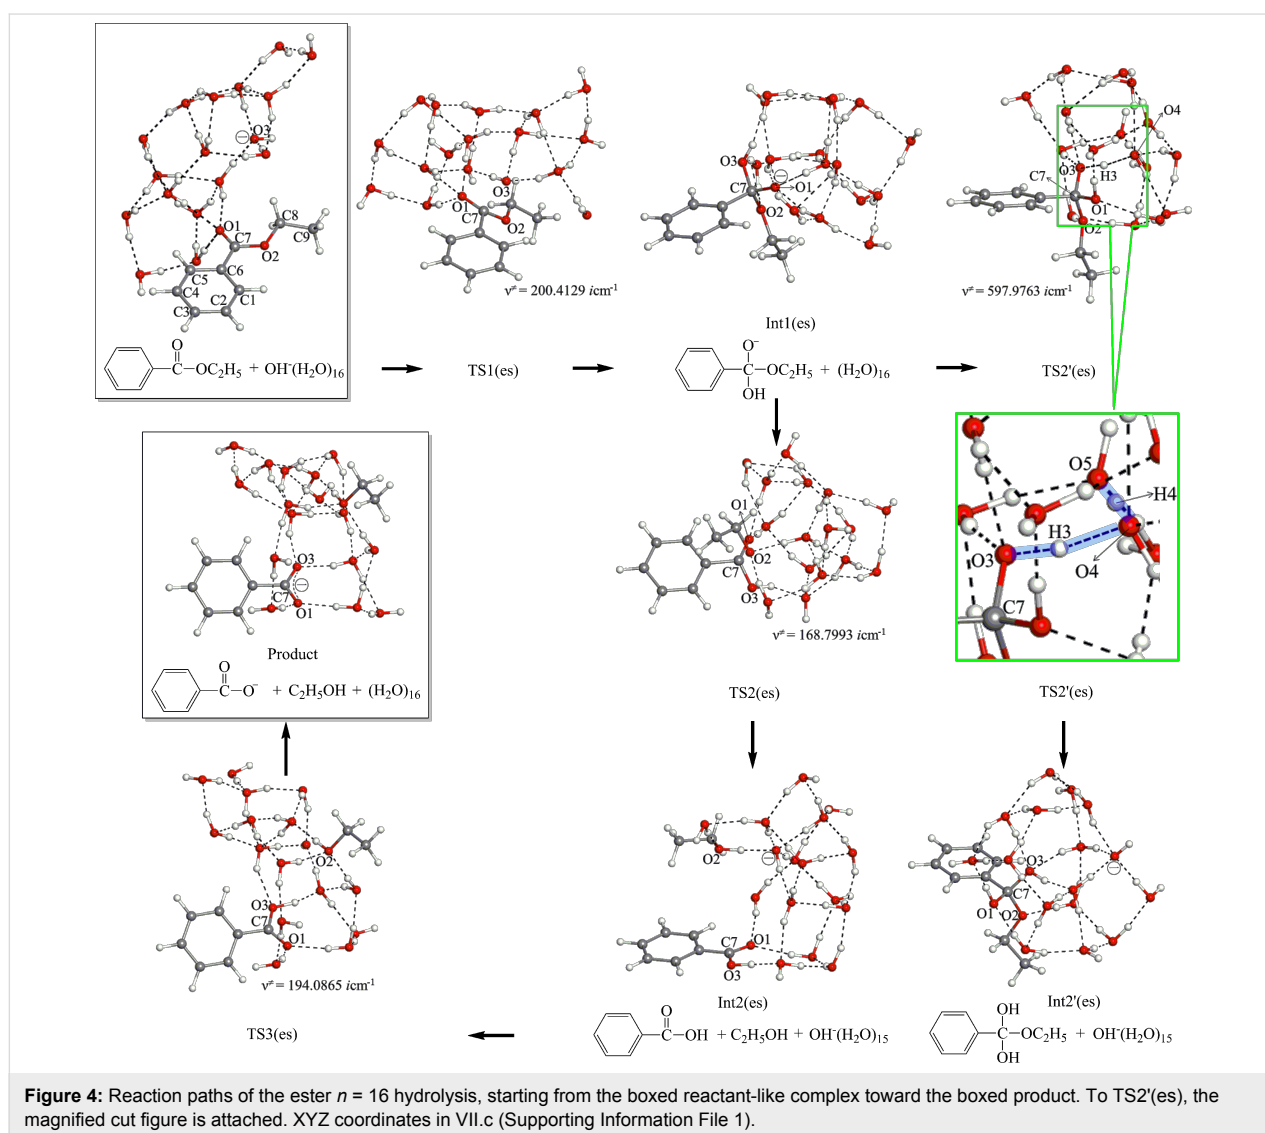 O3
O1
C7
O2
C8
C9
C6
C5
C4
C3
C2
C1
O
C
OC₂H₅ + OH⁻(H₂O)₁₆
O3
O1
C7
O2
ν≠ = 200.4129 icm⁻¹
TS1(es)
O3
C7
O1
O2
Int1(es)
O⁻
C
OC₂H₅ + (H₂O)₁₆
OH
O4
C7
O3
H3
O1
O2
ν≠ = 597.9763 icm⁻¹
TS2'(es)
O3
C7
O1
Product
O
C
O⁻ + C₂H₅OH + (H₂O)₁₆
O1
O2
C7
O3
ν≠ = 168.7993 icm⁻¹
TS2(es)
O5
H4
H3
O3
O4
C7
TS2'(es)
O2
O3
C7
O1
ν≠ = 194.0865 icm⁻¹
TS3(es)
O2
C7
O1
O3
Int2(es)
O
C
OH + C₂H₅OH + OH⁻(H₂O)₁₅
O3
C7
O1
O2
Int2'(es)
OH
C
OC₂H₅ + OH⁻(H₂O)₁₅
OH
Figure 4: Reaction paths of the ester n = 16 hydrolysis, starting from the boxed reactant-like complex toward the boxed product. To TS2'(es), the
magnified cut figure is attached. XYZ coordinates in VII.c (Supporting Information File 1).